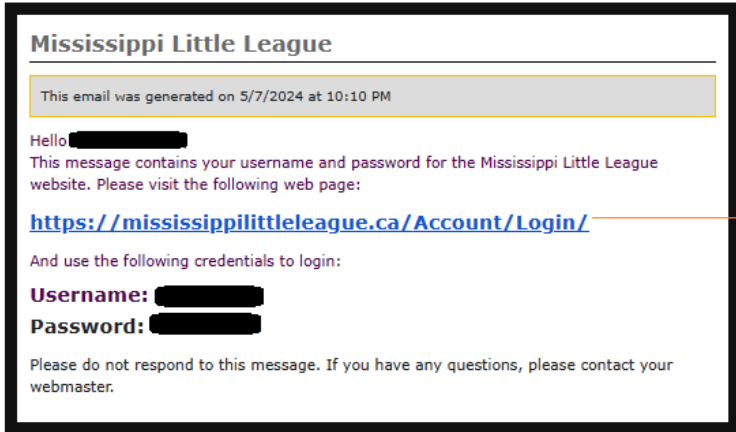 Mississippi Little League
This email was generated on 5/7/2024 at 10:10 PM
Hello
This message contains your username and password for the Mississippi Little League
website. Please visit the following web page:
https://mississippilittleleague.ca/Account/Login/
And use the following credentials to login:
Username:
Password:
Please do not respond to this message. If you have any questions, please contact your
webmaster.